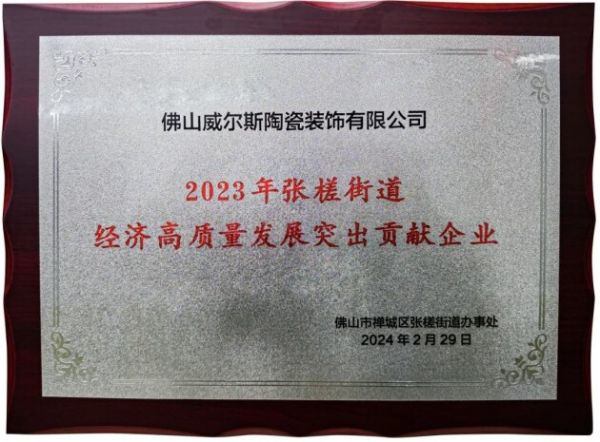 佛山威尔斯陶瓷装饰有限公司
2023年张槎街道
经济高质量发展突出贡献企业
佛山市禅城区张槎街道办事处
2024年2月29日